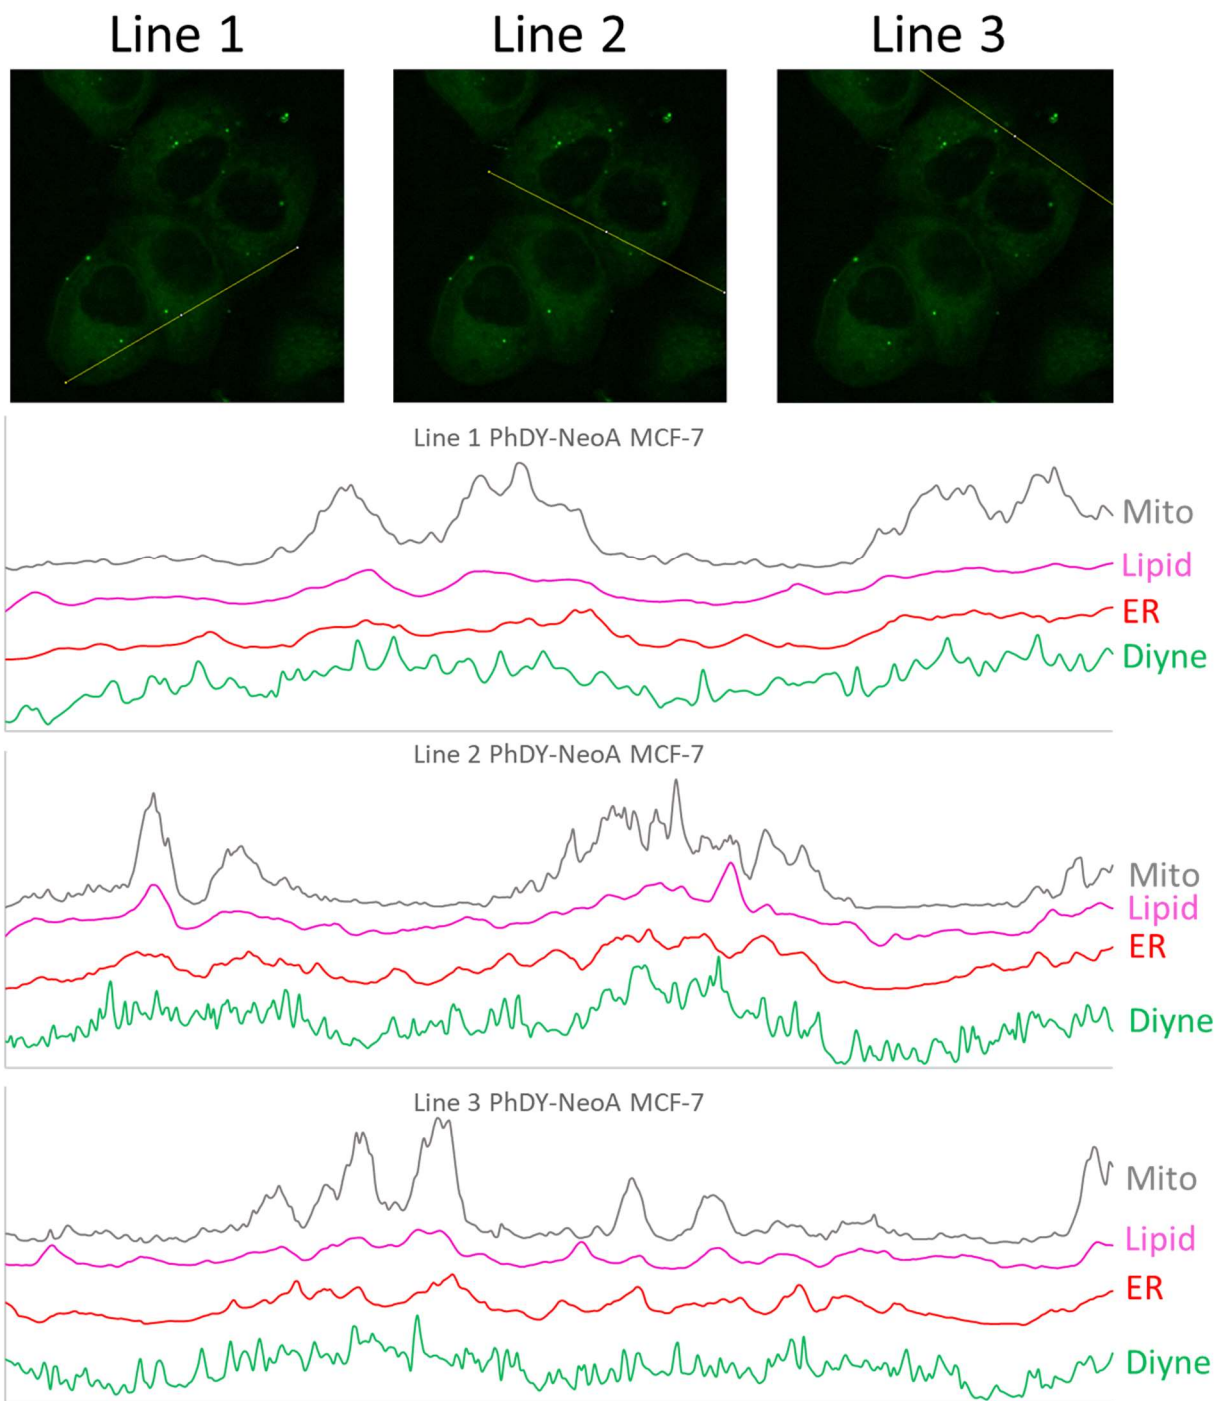 Line 1
Line 2
Line 3
Line 1 PhDY-NeoA MCF-7
Mito
Lipid
ER
Diyne
Line 2 PhDY-NeoA MCF-7
Mito
Lipid
ER
Diyne
Line 3 PhDY-NeoA MCF-7
Mito
Lipid
ER
Diyne